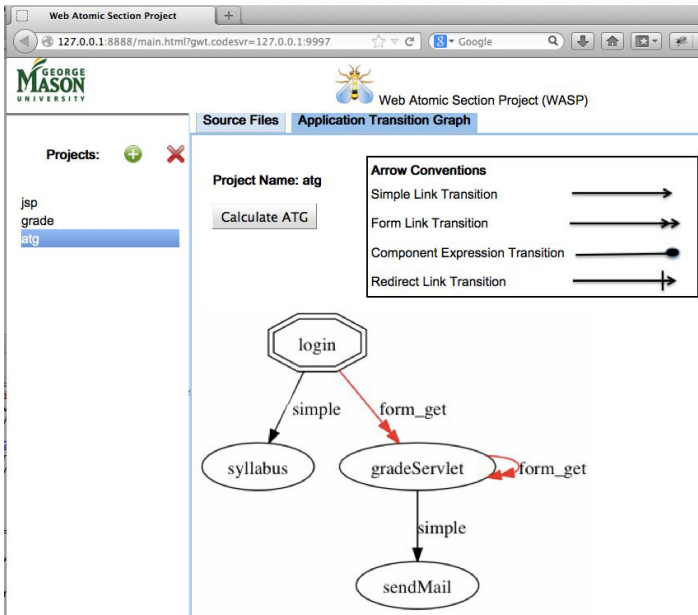 Web Atomic Section Project
127.0.0.1:8888/main.html?gwt.codesvr=127.0.0.1:9997
Google
GEORGE
MASON
UNIVERSITY
Web Atomic Section Project (WASP)
Source Files
Application Transition Graph
Projects:
jsp
grade
atg
Project Name: atg
Calculate ATG
Arrow Conventions
Simple Link Transition
Form Link Transition
Component Expression Transition
Redirect Link Transition
login
simple
form_get
syllabus
gradeServlet
form_get
simple
sendMail